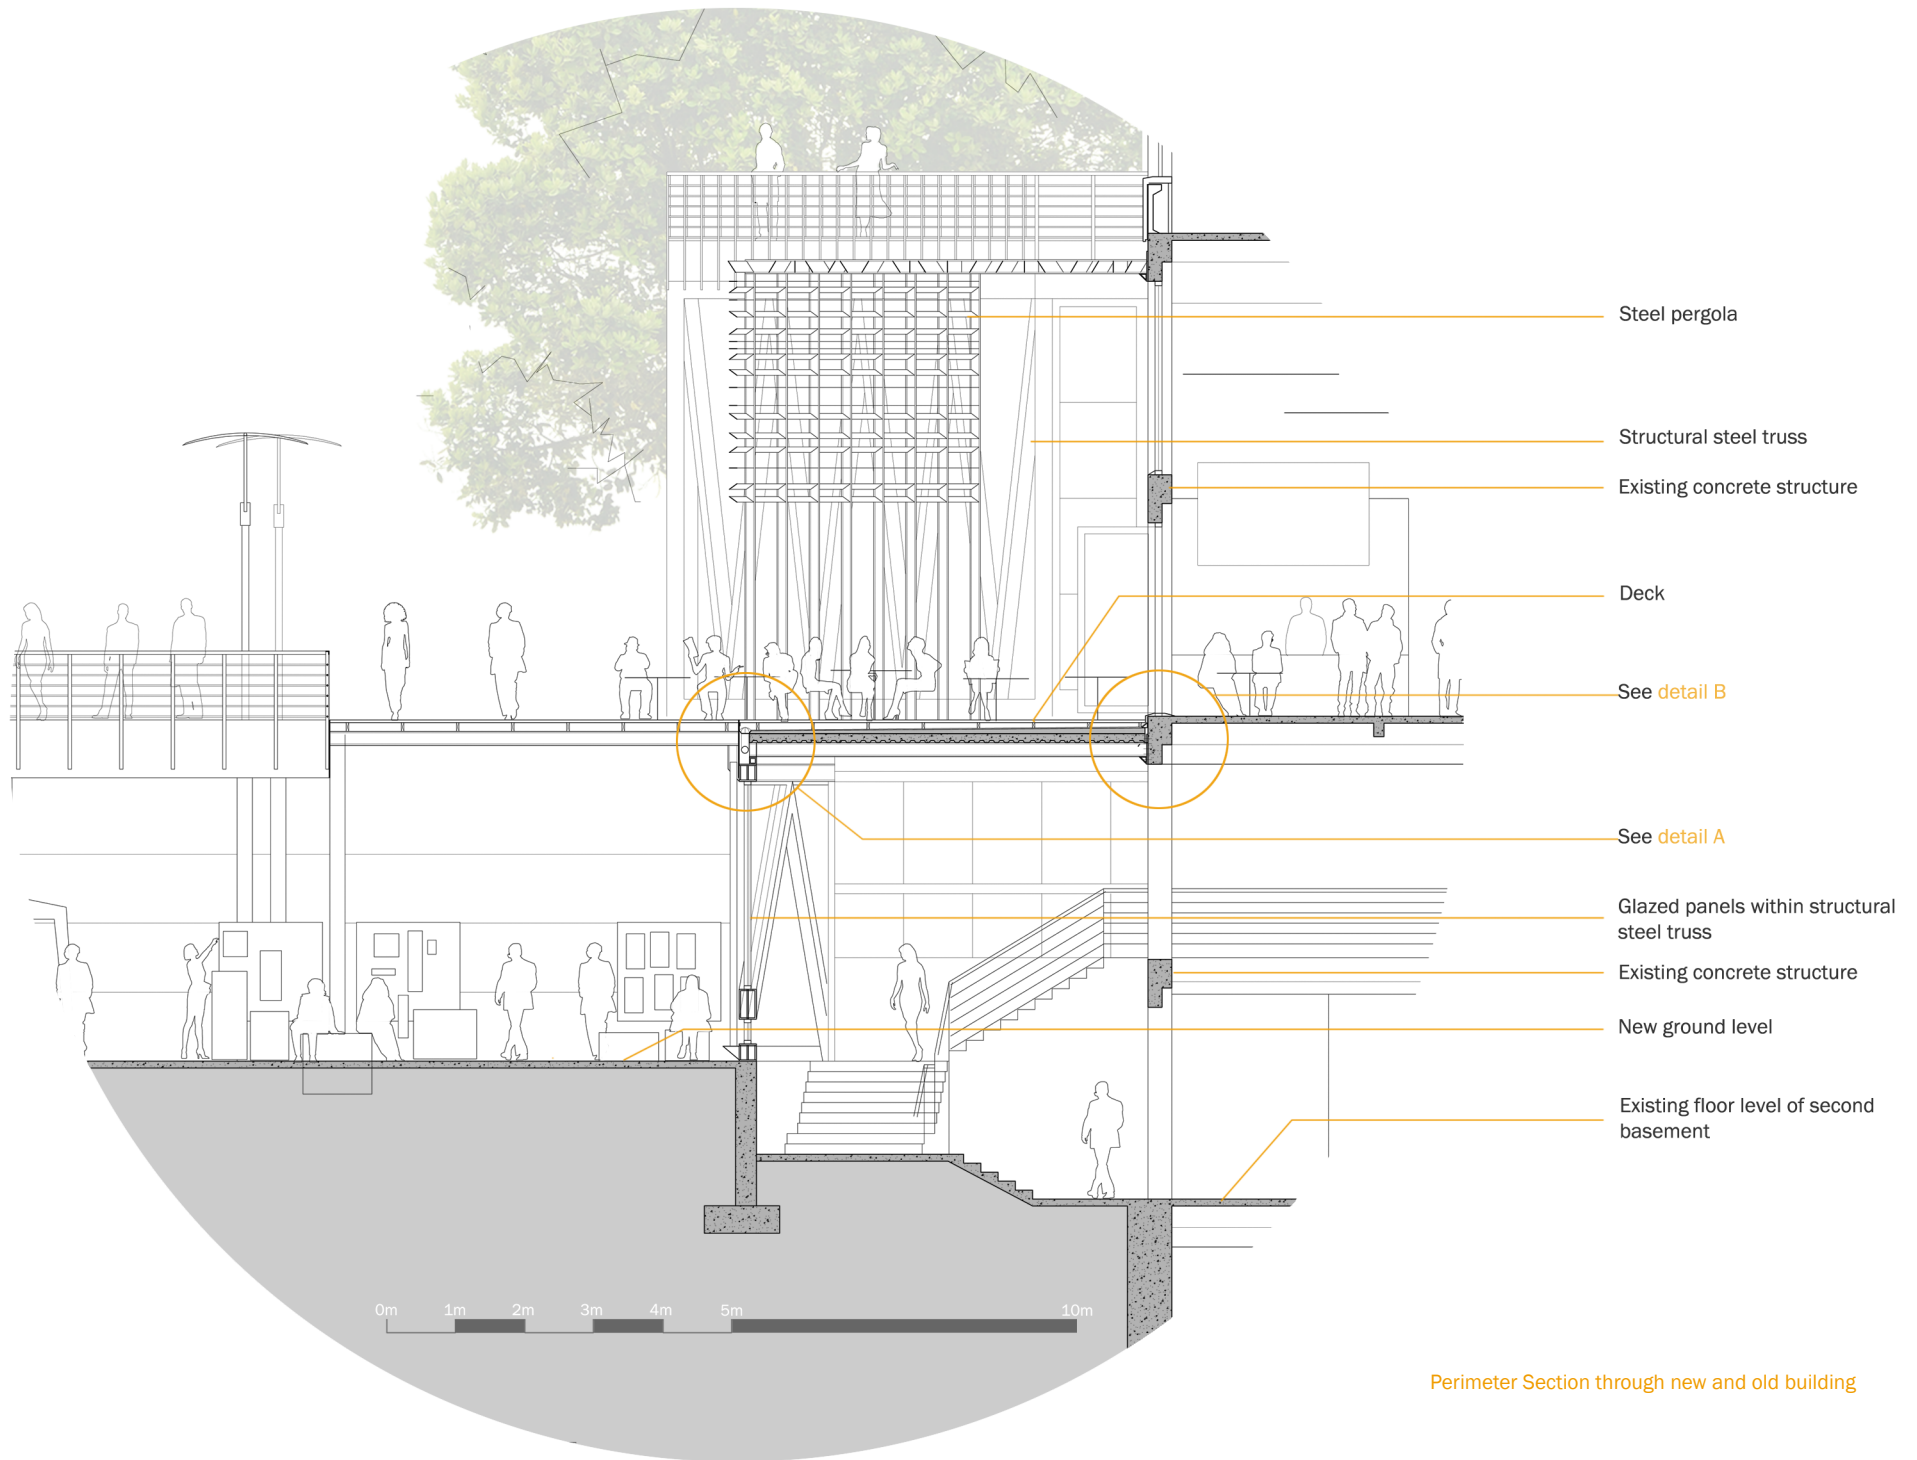 Steel pergola
Structural steel truss
Existing concrete structure
Deck
See detail B
See detail A
Glazed panels within structural
steel truss
Existing concrete structure
New ground level
Existing floor level of second
basement
0m 1m 2m 3m 4m 5m 10m
Perimeter Section through new and old building